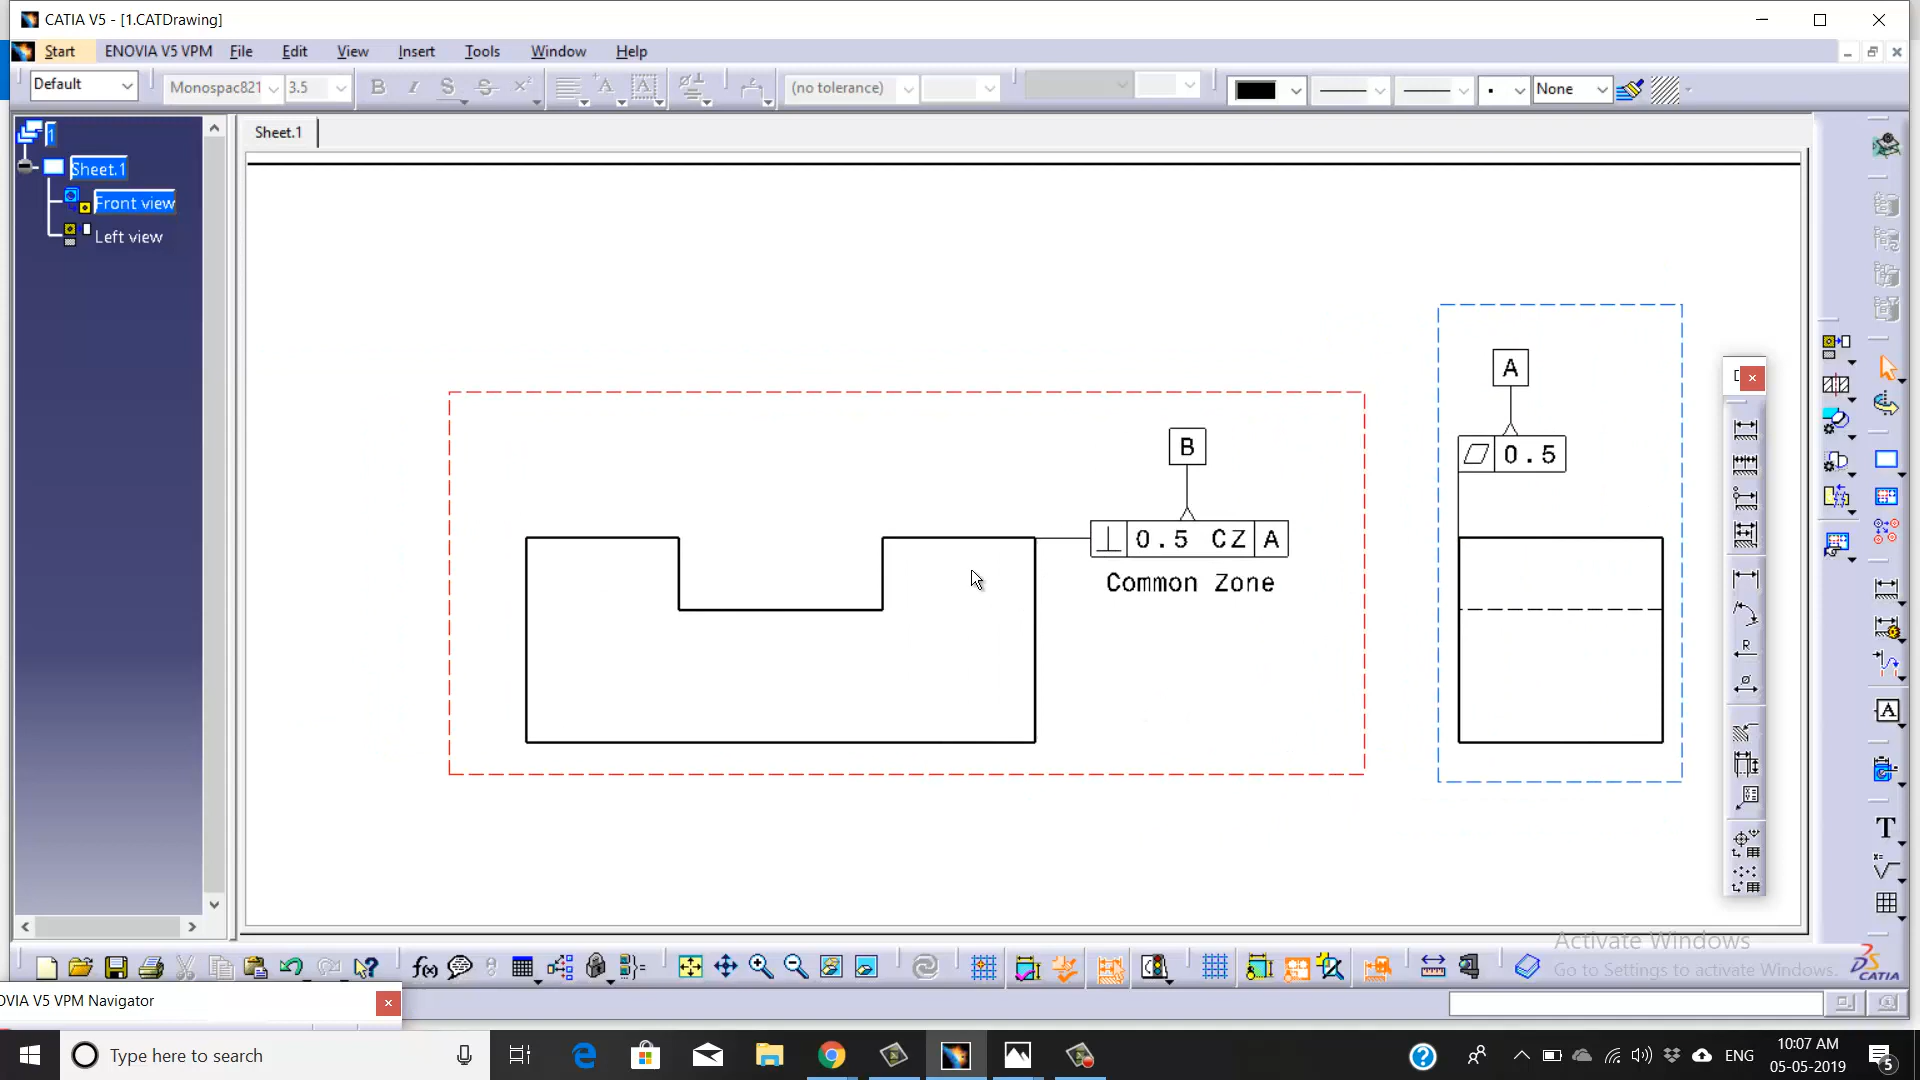 CATIA V5 - [1.CATDrawing]
Start ENOVIA V5 VPM File Edit View Insert Tools Window Help
Default Monospac821 3.5 B I S S (no tolerance) None
1
Sheet.1
Front view
Left view
Sheet.1
A
0.5
B
0.5 CZ A
Common Zone
R
A
T
f(x)
Activate Windows
Go to Settings to activate Windows.
CATIA
OVIA V5 VPM Navigator
Type here to search
ENG
10:07 AM
05-05-2019
5